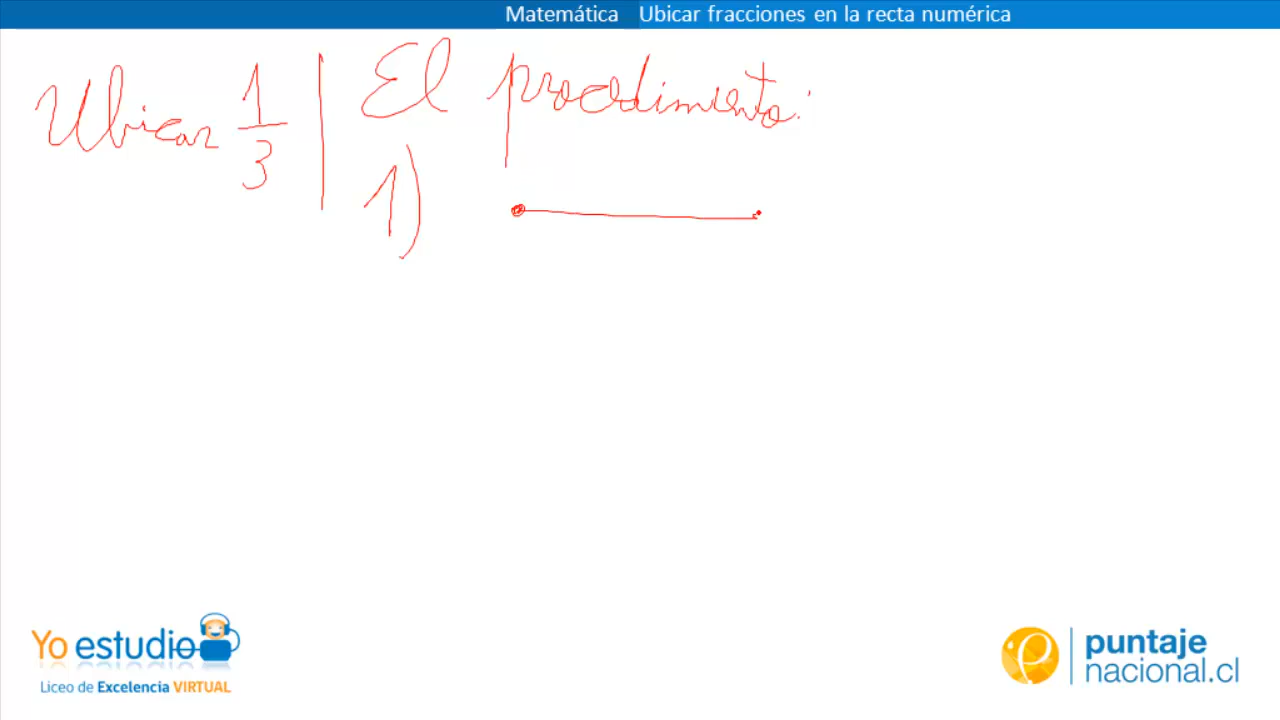 Matemática Ubicar fracciones en la recta numérica
Ubicar 1/3 | El procedimiento:
1)
Yo estudio
Liceo de Excelencia VIRTUAL
puntaje
nacional.cl